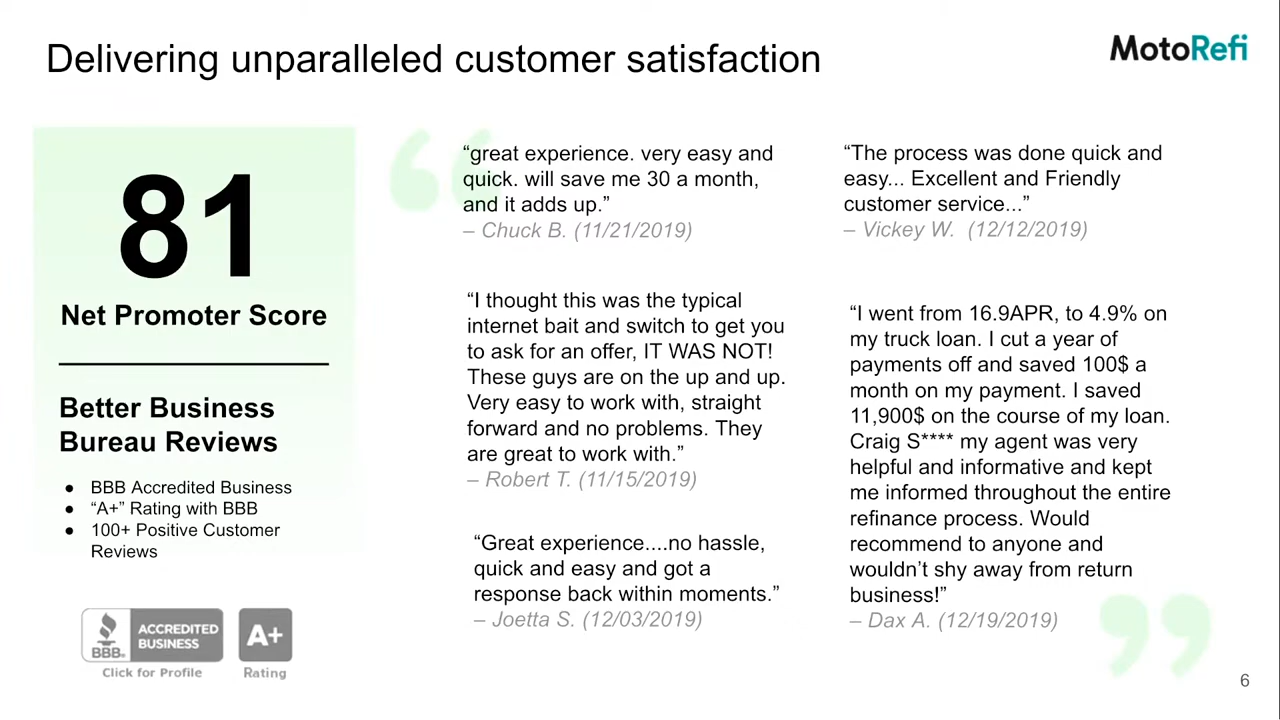 Delivering unparalleled customer satisfaction
MotoRefi
81
Net Promoter Score
Better Business
Bureau Reviews
● BBB Accredited Business
● “A+” Rating with BBB
● 100+ Positive Customer
Reviews
BBB.
ACCREDITED
BUSINESS
Click for Profile
A+
Rating
“great experience. very easy and
quick. will save me 30 a month,
and it adds up.”
– Chuck B. (11/21/2019)
“I thought this was the typical
internet bait and switch to get you
to ask for an offer, IT WAS NOT!
These guys are on the up and up.
Very easy to work with, straight
forward and no problems. They
are great to work with.”
– Robert T. (11/15/2019)
“Great experience....no hassle,
quick and easy and got a
response back within moments.”
– Joetta S. (12/03/2019)
“The process was done quick and
easy... Excellent and Friendly
customer service...”
– Vickey W.  (12/12/2019)
“I went from 16.9APR, to 4.9% on
my truck loan. I cut a year of
payments off and saved 100$ a
month on my payment. I saved
11,900$ on the course of my loan.
Craig S**** my agent was very
helpful and informative and kept
me informed throughout the entire
refinance process. Would
recommend to anyone and
wouldn’t shy away from return
business!”
– Dax A. (12/19/2019)
6